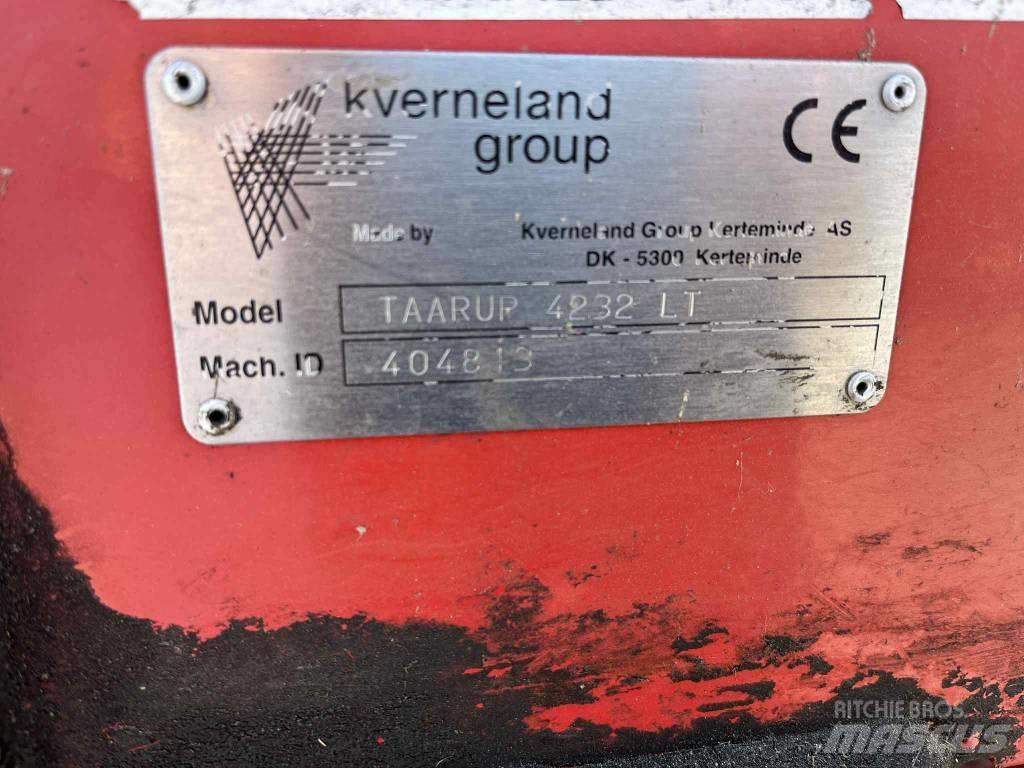 kverneland
group
CE
Made by Kverneland Group Kerteminde AS
DK - 5300 Kerteminde
Model TAARUP 4232 LT
Mach. ID 404813
RITCHIE BROS.
MASCUS